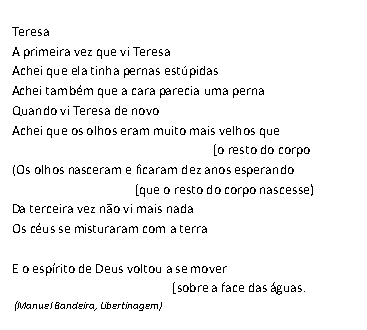 Teresa
A primeira vez que vi Teresa
Achei que ela tinha pernas estúpidas
Achei também que a cara parecia uma perna
Quando vi Teresa de novo
Achei que os olhos eram muito mais velhos que
[o resto do corpo
(Os olhos nasceram e ficaram dez anos esperando
[que o resto do corpo nascesse)
Da terceira vez não vi mais nada
Os céus se misturaram com a terra
E o espírito de Deus voltou a se mover
[sobre a face das águas.
(Manuel Bandeira, Libertinagem)